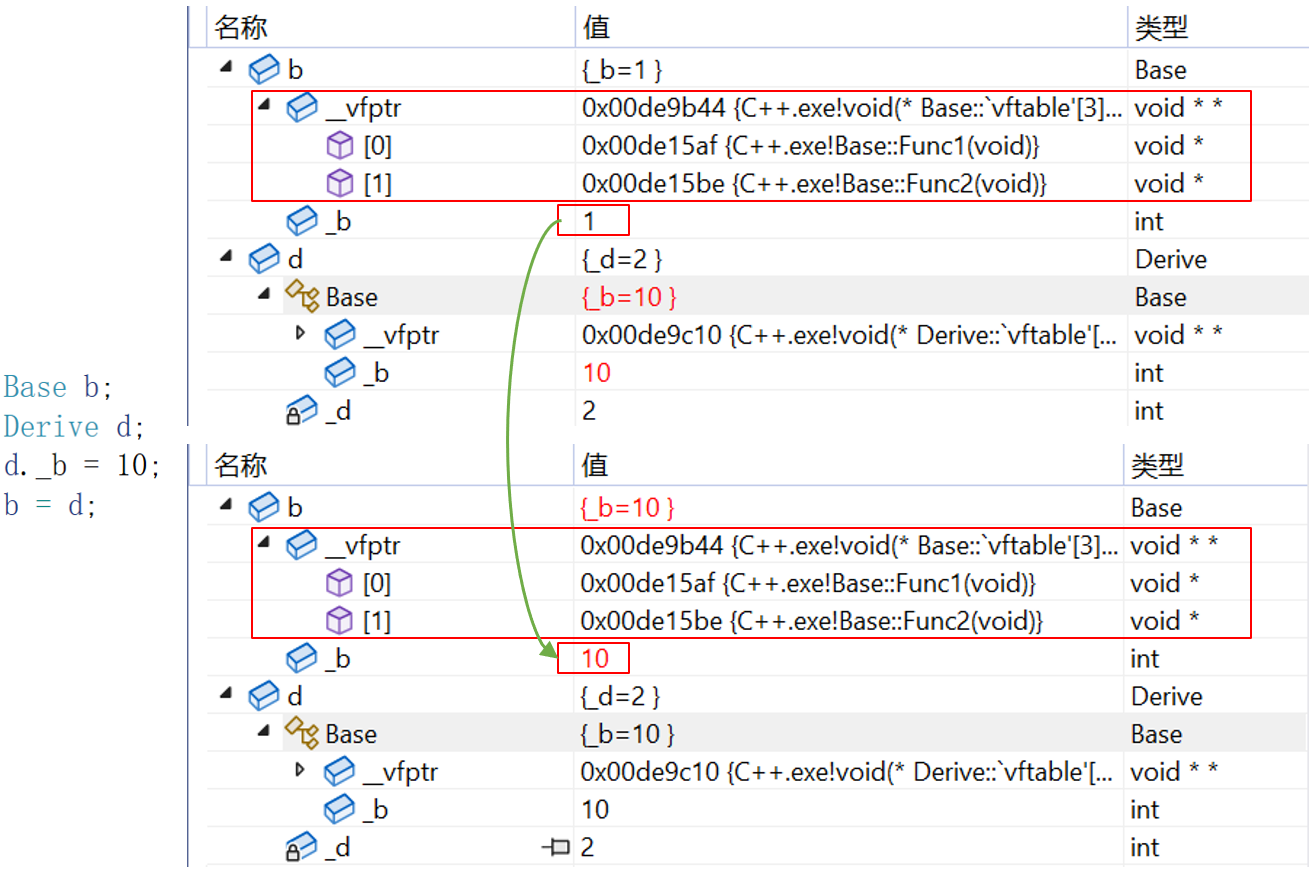 名称 值 类型
b {_b=1 } Base
__vfptr 0x00de9b44 {C++.exe!void(* Base::`vftable'[3]... void * *
[0] 0x00de15af {C++.exe!Base::Func1(void)} void *
[1] 0x00de15be {C++.exe!Base::Func2(void)} void *
_b 1 int
d {_d=2 } Derive
Base {_b=10 } Base
__vfptr 0x00de9c10 {C++.exe!void(* Derive::`vftable'[... void * *
_b 10 int
_d 2 int
Base b;
Derive d;
d._b = 10;
b = d;
名称 值 类型
b {_b=10 } Base
__vfptr 0x00de9b44 {C++.exe!void(* Base::`vftable'[3]... void * *
[0] 0x00de15af {C++.exe!Base::Func1(void)} void *
[1] 0x00de15be {C++.exe!Base::Func2(void)} void *
_b 10 int
d {_d=2 } Derive
Base {_b=10 } Base
__vfptr 0x00de9c10 {C++.exe!void(* Derive::`vftable'[... void * *
_b 10 int
_d 2 int